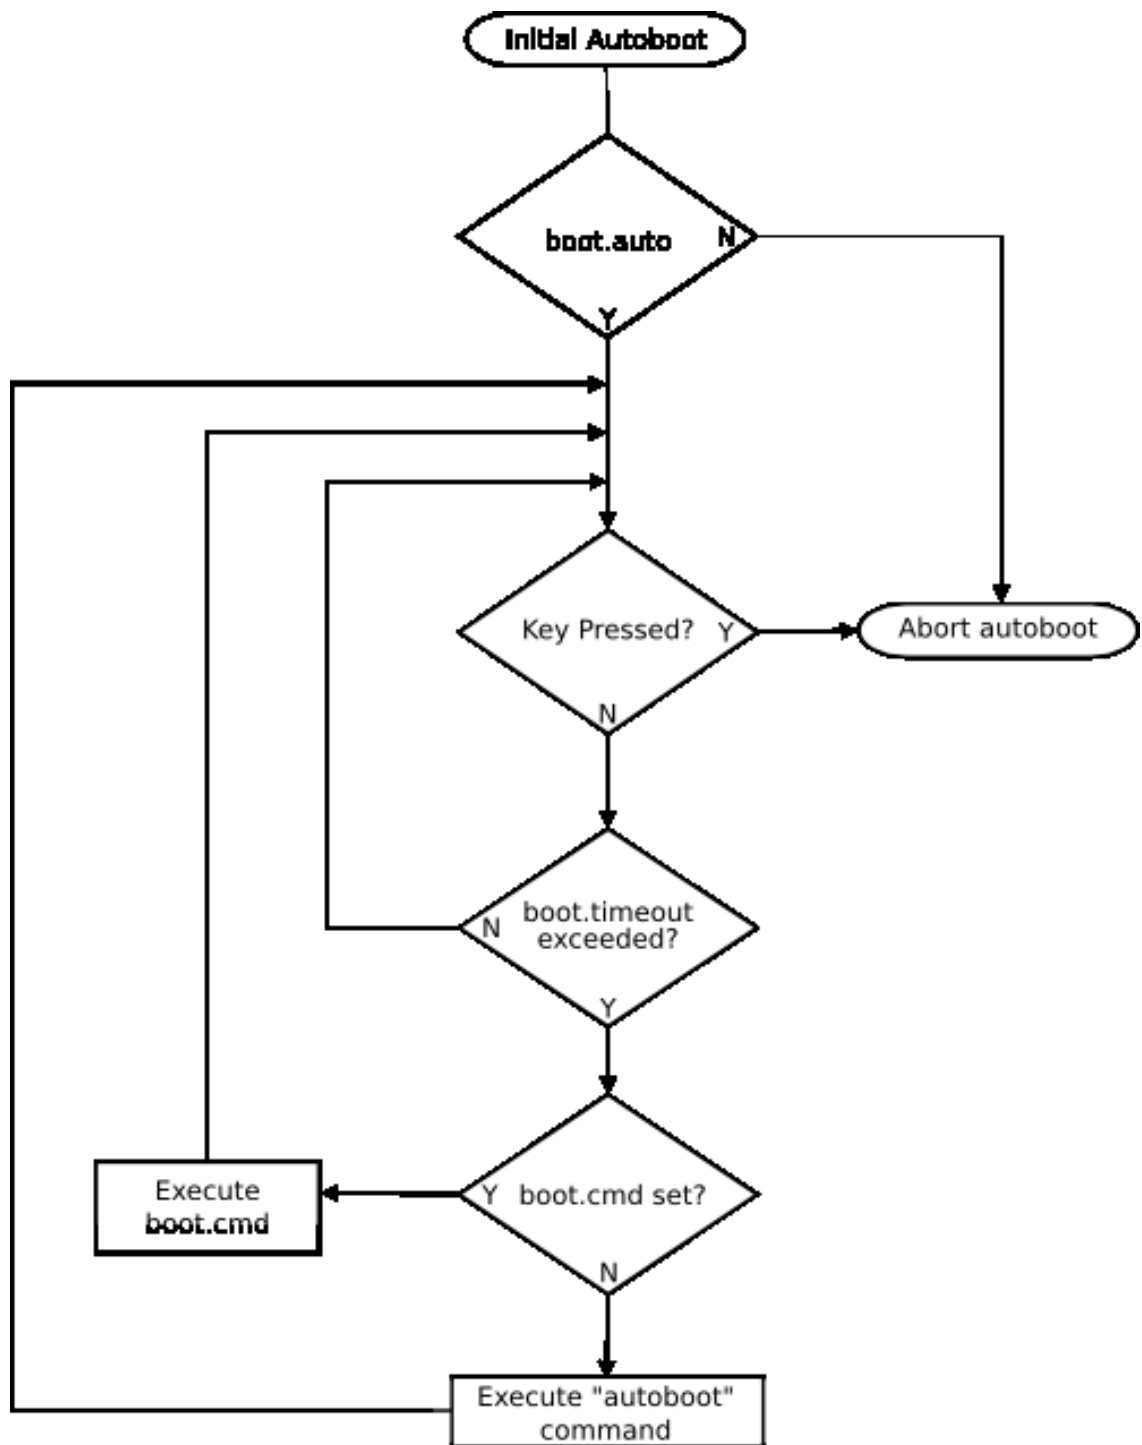 Initial Autoboot
boot.auto
N
Y
Key Pressed?
Y
Abort autoboot
N
boot.timeout
exceeded?
N
Y
Execute
boot.cmd
Y
boot.cmd set?
N
Execute "autoboot"
command